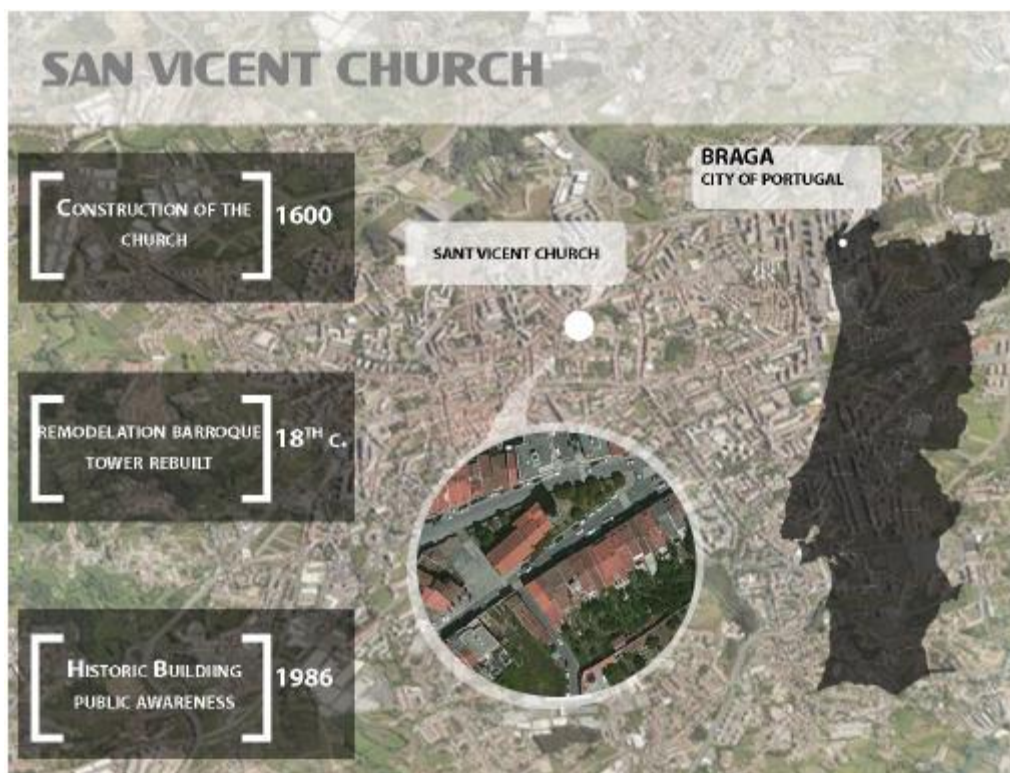 SAN VICENT CHURCH
BRAGA
CITY OF PORTUGAL
SANT VICENT CHURCH
CONSTRUCTION OF THE
CHURCH
1600
REMODELATION BARROQUE
TOWER REBUILT
18TH C.
HISTORIC BUILDIING
PUBLIC AWARENESS
1986